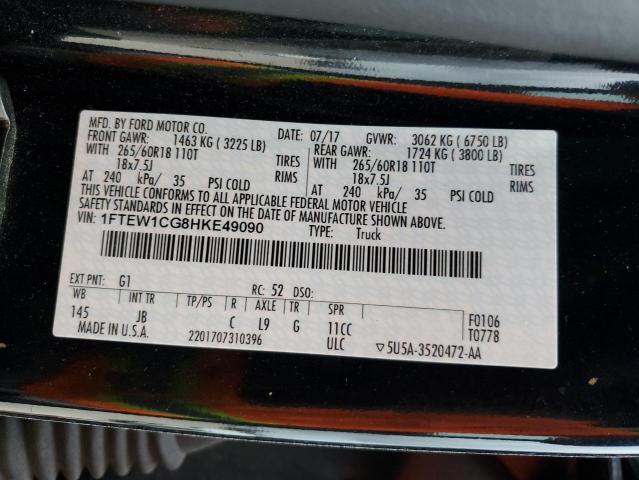 MFD. BY FORD MOTOR CO. DATE: 07/17 GVWR: 3062 KG (6750 LB)
FRONT GAWR: 1463 KG (3225 LB) REAR GAWR: 1724 KG (3800 LB)
WITH 265/60R18 110T TIRES WITH 265/60R18 110T TIRES
18x7.5J RIMS 18x7.5J RIMS
AT 240 kPa/ 35 PSI COLD AT 240 kPa/ 35 PSI COLD
THIS VEHICLE CONFORMS TO ALL APPLICABLE FEDERAL MOTOR VEHICLE
SAFETY STANDARDS IN EFFECT ON THE DATE OF MANUFACTURE SHOWN ABOVE.
VIN: 1FTEW1CG8HKE49090 TYPE: Truck
EXT PNT: G1 RC: 52 DSO:
WB INT TR TP/PS R AXLE TR SPR F0106
145 JB C L9 G 11CC T0778
MADE IN U.S.A. 2201707310396 ULC ▽5U5A-3520472-AA